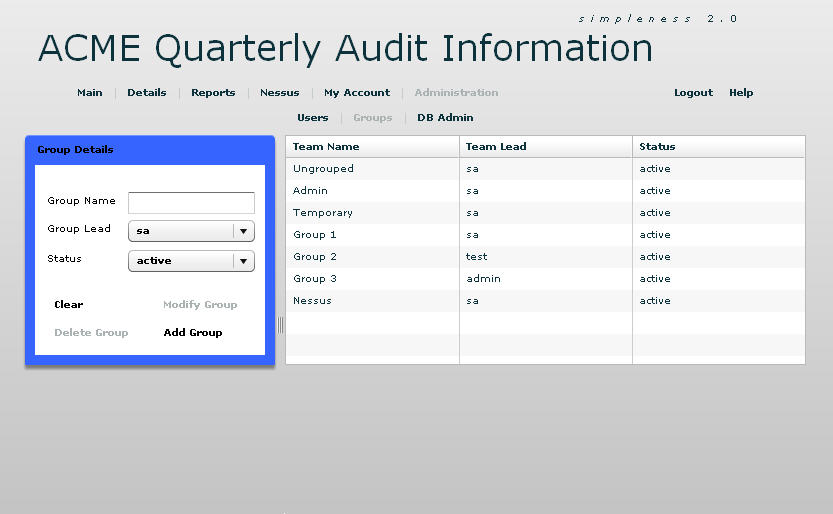 simpleness 2.0
ACME Quarterly Audit Information
Main Details Reports Nessus My Account Administration Logout Help
Users Groups DB Admin
Group Details
Group Name
Group Lead sa
Status active
Clear Modify Group
Delete Group Add Group
Team Name Team Lead Status
Ungrouped sa active
Admin sa active
Temporary sa active
Group 1 sa active
Group 2 test active
Group 3 admin active
Nessus sa active